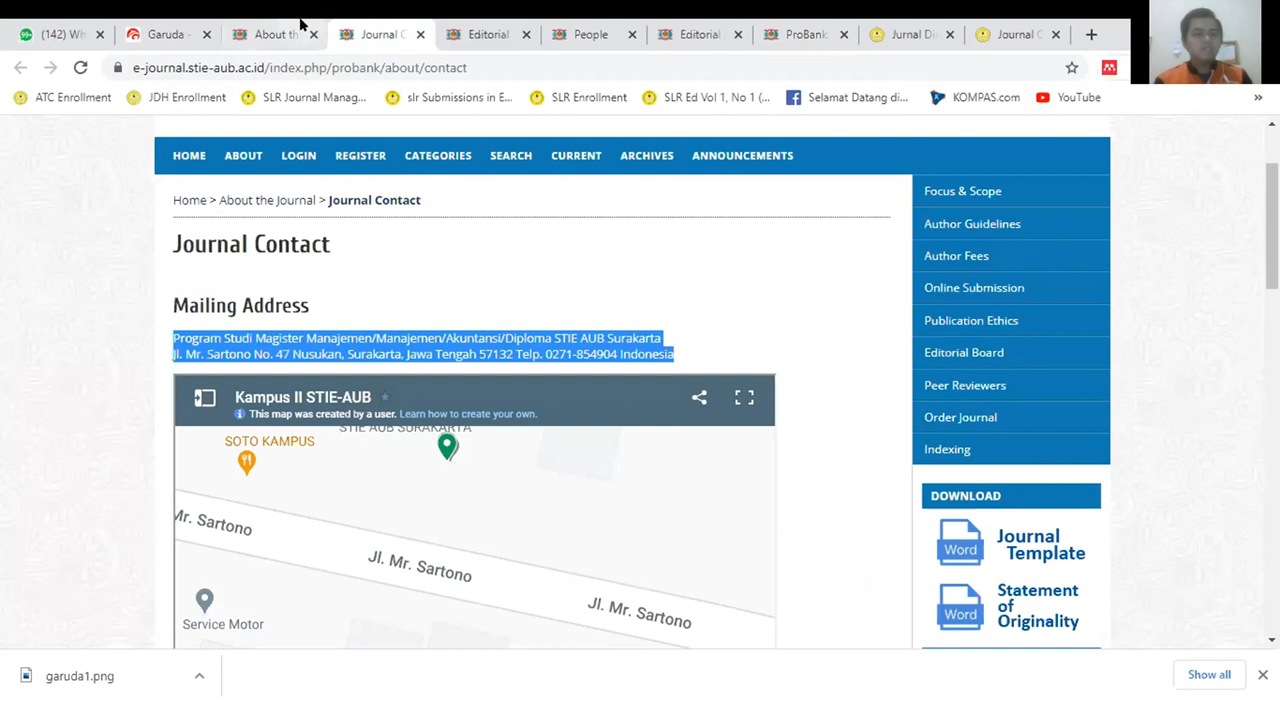 99+ (142) Wh
Garuda -
About th
Journal C
Editorial
People
Editorial
ProBank
Jurnal Di
Journal C
e-journal.stie-aub.ac.id/index.php/probank/about/contact
ATC Enrollment
JDH Enrollment
SLR Journal Manag...
slr Submissions in E...
SLR Enrollment
SLR Ed Vol 1, No 1 (...
Selamat Datang di...
KOMPAS.com
YouTube
»
HOME ABOUT LOGIN REGISTER CATEGORIES SEARCH CURRENT ARCHIVES ANNOUNCEMENTS
Home > About the Journal > Journal Contact
Journal Contact
Mailing Address
Program Studi Magister Manajemen/Manajemen/Akuntansi/Diploma STIE AUB Surakarta
Jl. Mr. Sartono No. 47 Nusukan, Surakarta, Jawa Tengah 57132 Telp. 0271-854904 Indonesia
Kampus II STIE-AUB
This map was created by a user. Learn how to create your own.
STIE AUB SURAKARTA
SOTO KAMPUS
Mr. Sartono
Jl. Mr. Sartono
Jl. Mr. Sartono
Service Motor
Focus & Scope
Author Guidelines
Author Fees
Online Submission
Publication Ethics
Editorial Board
Peer Reviewers
Order Journal
Indexing
DOWNLOAD
Word
Journal
Template
Word
Statement
of
Originality
garuda1.png
Show all